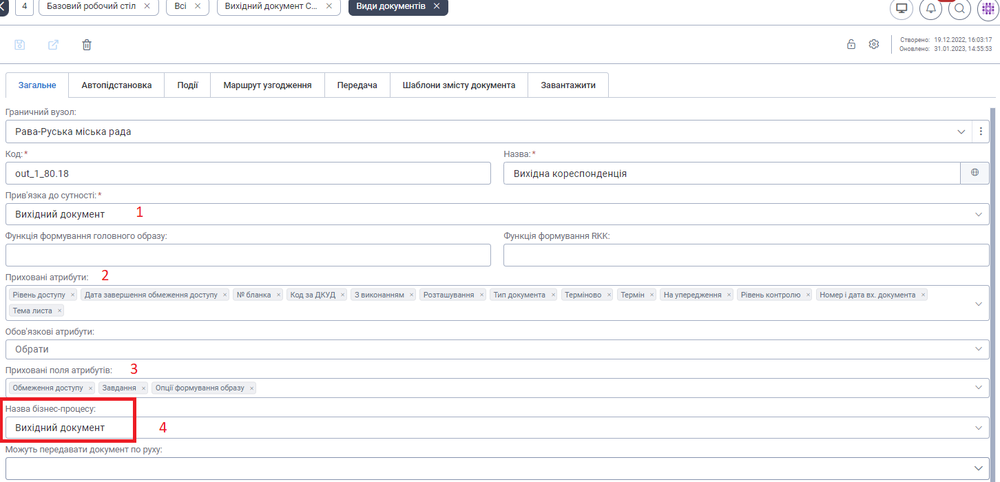 4 Базовий робочий стіл × Всі × Вихідний документ С... × Види документів ×
Створено: 19.12.2022, 16:03:17
Оновлено: 31.01.2023, 14:55:53
Загальне Автопідстановка Події Маршрут узгодження Передача Шаблони змісту документа Завантажити
Граничний вузол:
Рава-Руська міська рада
Код:* Назва:*
out_1_80.18 Вихідна кореспонденція
Прив'язка до сутності:*
Вихідний документ 1
Функція формування головного образу: Функція формування RKK:
Приховані атрибути: 2
Рівень доступу × Дата завершення обмеження доступу × № бланка × Код за ДКУД × З виконанням × Розташування × Тип документа × Терміново × Термін × На упередження × Рівень контролю × Номер і дата вх. документа ×
Тема листа ×
Обов'язкові атрибути:
Обрати
Приховані поля атрибутів: 3
Обмеження доступу × Завдання × Опції формування образу ×
Назва бізнес-процесу:
Вихідний документ 4
Можуть передавати документ по руху: